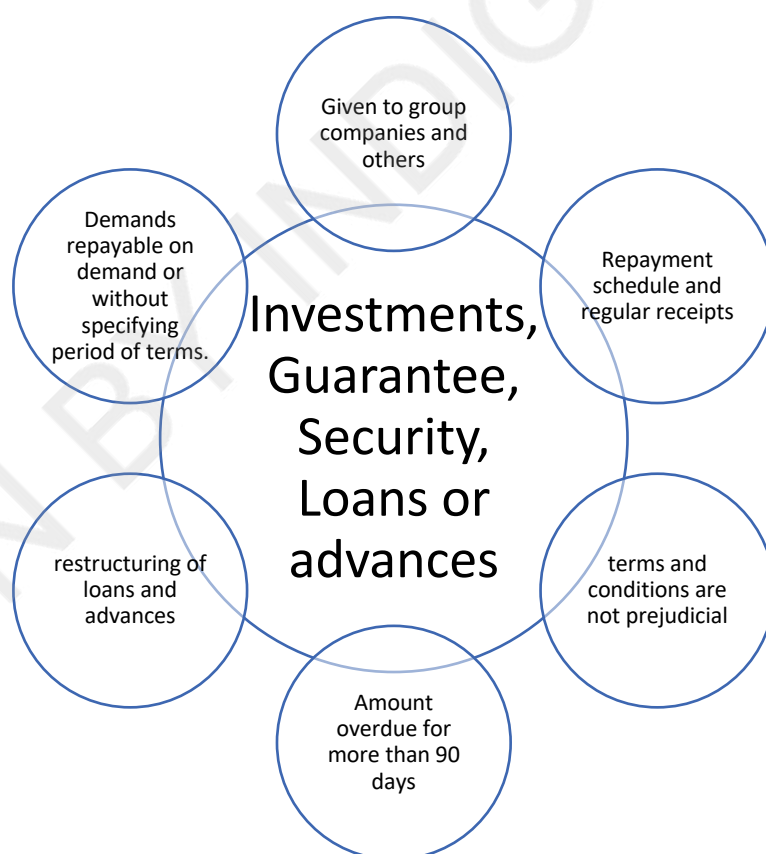 Given to group
companies and
others
Repayment
schedule and
regular receipts
terms and
conditions are
not prejudicial
Amount
overdue for
more than 90
days
restructuring of
loans and
advances
Demands
repayable on
demand or
without
specifying
period of terms.
Investments,
Guarantee,
Security,
Loans or
advances